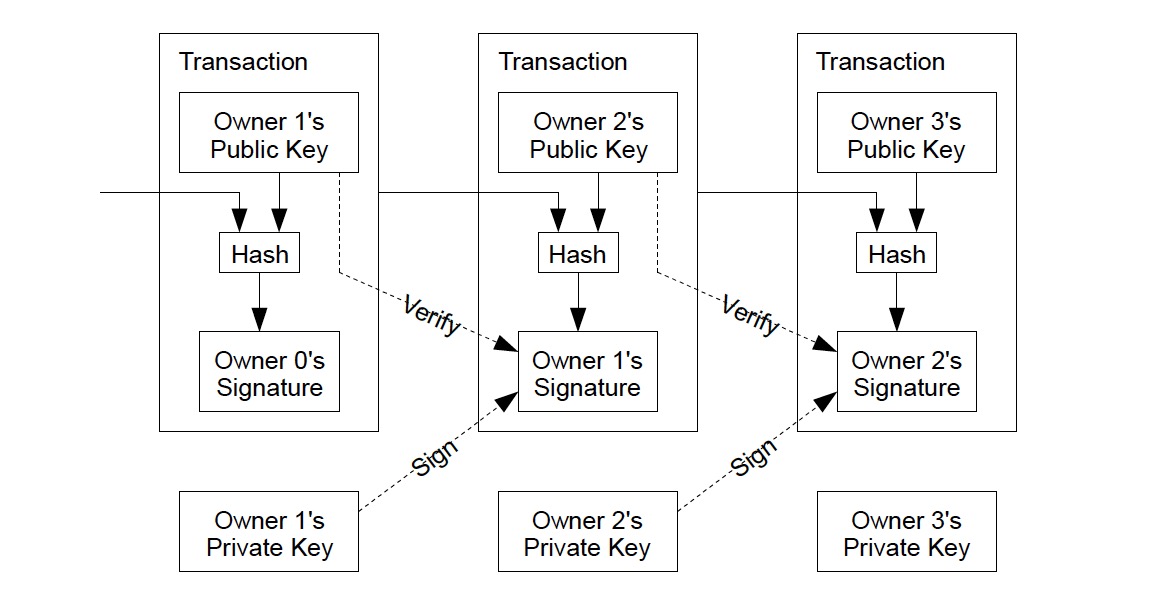 Transaction
Owner 1's
Public Key
Hash
Owner 0's
Signature
Transaction
Owner 2's
Public Key
Hash
Verify
Owner 1's
Signature
Transaction
Owner 3's
Public Key
Hash
Verify
Owner 2's
Signature
Sign
Sign
Owner 1's
Private Key
Owner 2's
Private Key
Owner 3's
Private Key